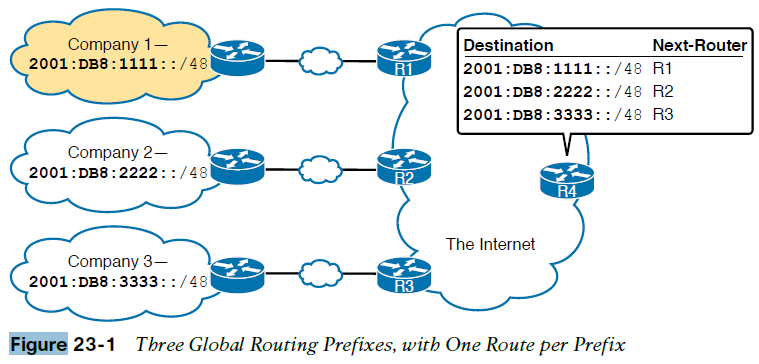 Company 1—
2001:DB8:1111::/48
R1
Destination Next-Router
2001:DB8:1111::/48 R1
2001:DB8:2222::/48 R2
2001:DB8:3333::/48 R3
Company 2—
2001:DB8:2222::/48
R2
R4
The Internet
Company 3—
2001:DB8:3333::/48
R3
Figure 23-1 Three Global Routing Prefixes, with One Route per Prefix